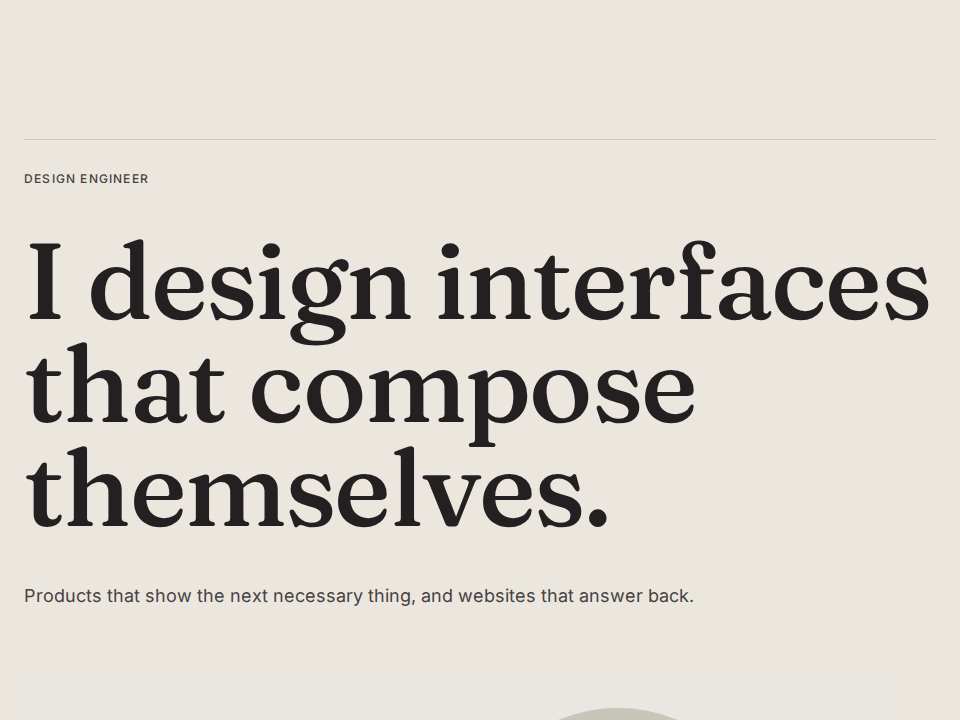 DESIGN ENGINEER
I design interfaces
that compose
themselves.
Products that show the next necessary thing, and websites that answer back.